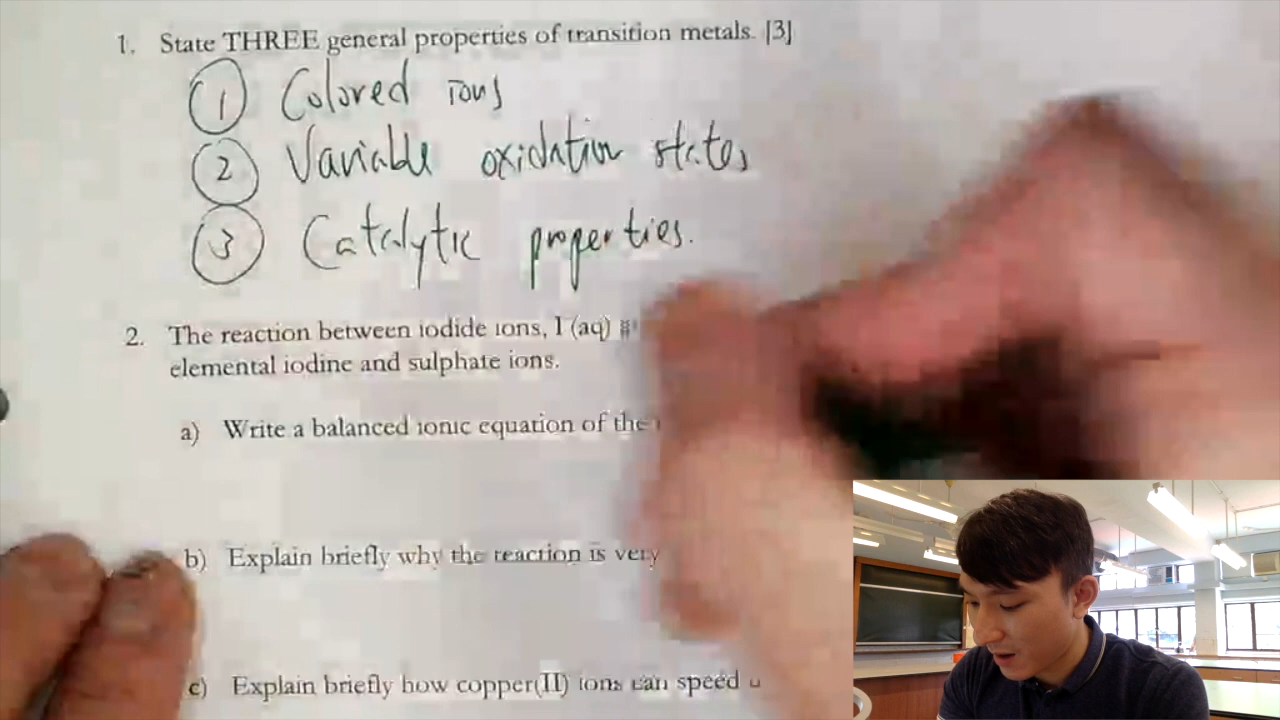 1. State THREE general properties of transition metals. [3]
① Colored ions
② Variable oxidation states
③ Catalytic properties.
2. The reaction between iodide ions, I (aq)
elemental iodine and sulphate ions.
a) Write a balanced ionic equation of the
b) Explain briefly why the reaction is very
c) Explain briefly how copper(II) ions can speed